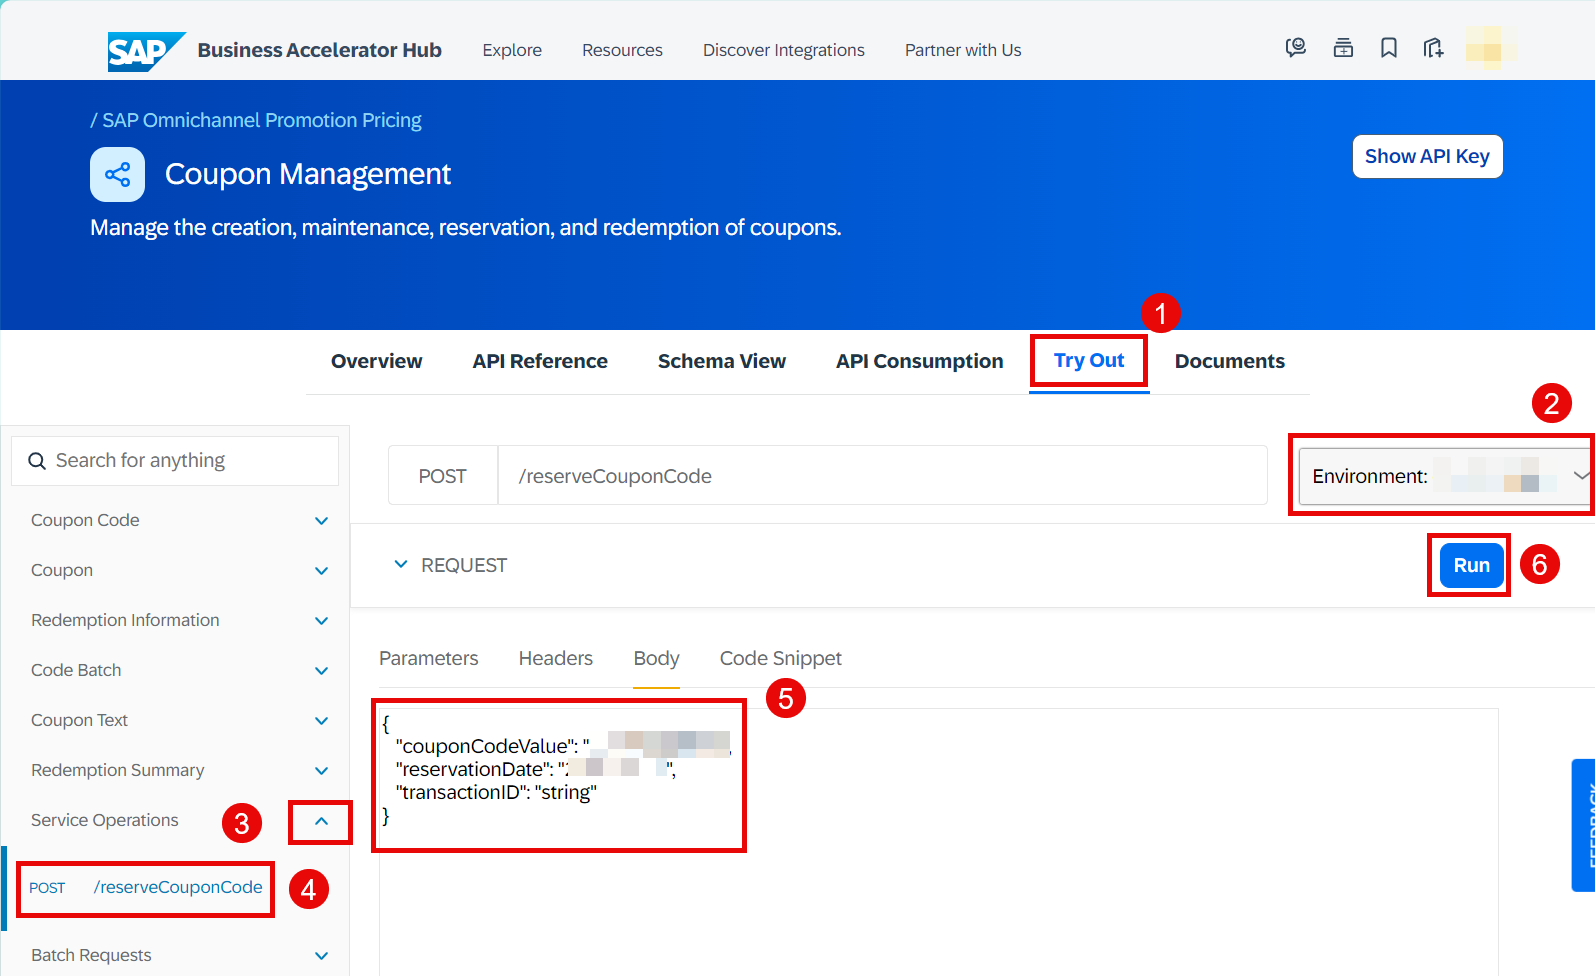 SAP Business Accelerator Hub Explore Resources Discover Integrations Partner with Us
/ SAP Omnichannel Promotion Pricing
Show API Key
Coupon Management
Manage the creation, maintenance, reservation, and redemption of coupons.
1
Overview API Reference Schema View API Consumption Try Out Documents
2
Search for anything
POST /reserveCouponCode
Environment:
Coupon Code
Coupon
Redemption Information
Code Batch
Coupon Text
Redemption Summary
Service Operations
3
POST /reserveCouponCode
4
Batch Requests
REQUEST
Run
6
Parameters Headers Body Code Snippet
5
{
"couponCodeValue": "
"reservationDate": "2 ",
"transactionID": "string"
}
FEEDBACK